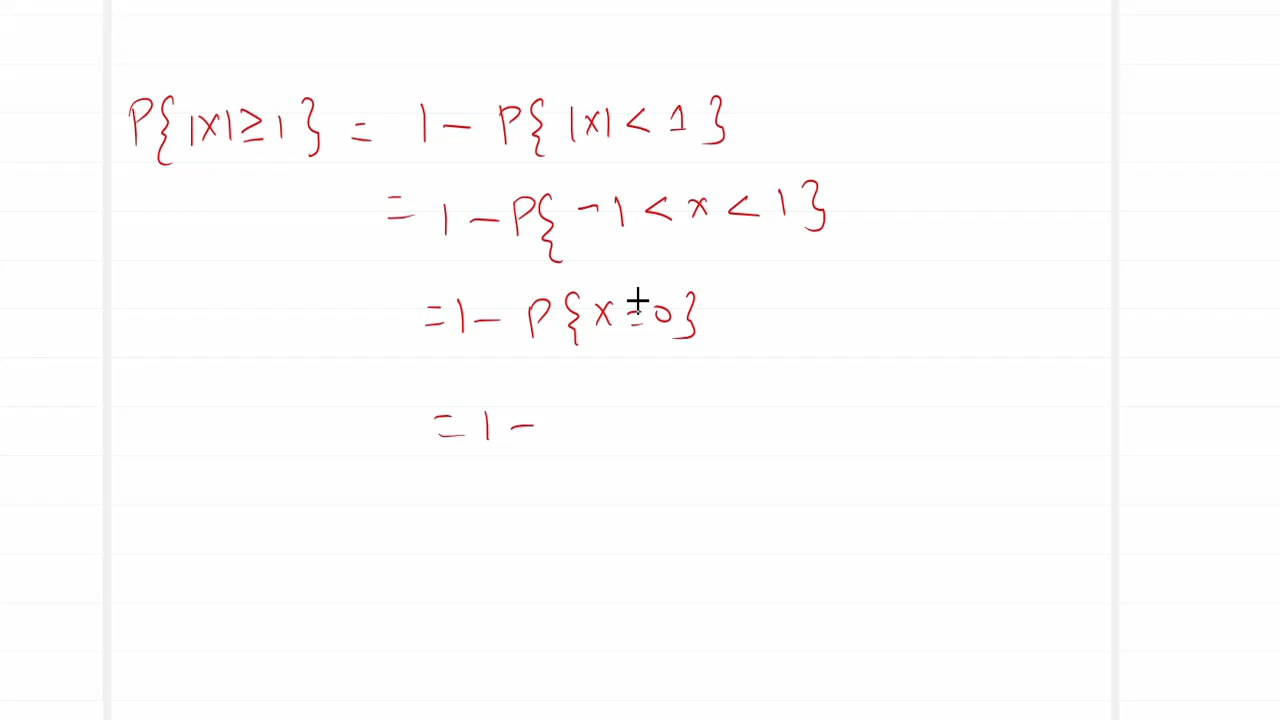 P{|X|≥1} = 1 - P{|X| < 1}
= 1 - P{-1 < x < 1}
= 1 - P{X = 0}
= 1 -